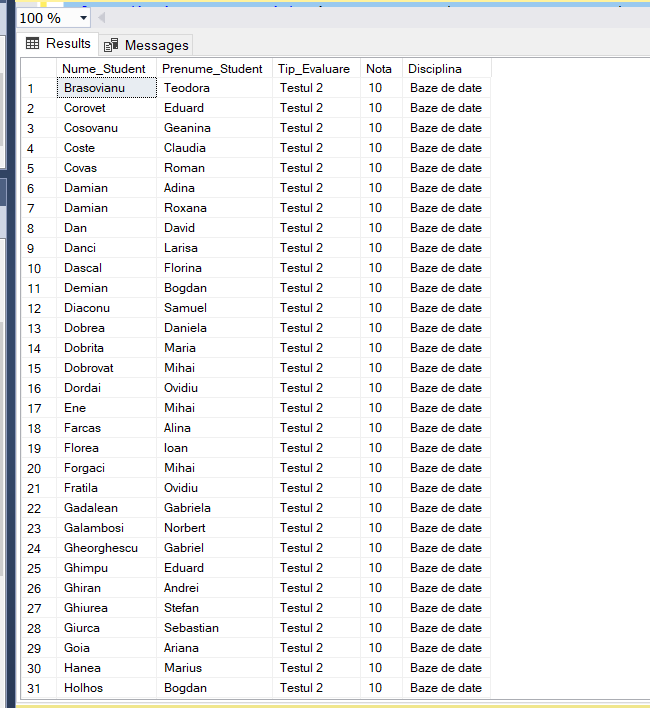 100 %
Results Messages
Nume_Student Prenume_Student Tip_Evaluare Nota Disciplina
1 Brasovianu Teodora Testul 2 10 Baze de date
2 Corovet Eduard Testul 2 10 Baze de date
3 Cosovanu Geanina Testul 2 10 Baze de date
4 Coste Claudia Testul 2 10 Baze de date
5 Covas Roman Testul 2 10 Baze de date
6 Damian Adina Testul 2 10 Baze de date
7 Damian Roxana Testul 2 10 Baze de date
8 Dan David Testul 2 10 Baze de date
9 Danci Larisa Testul 2 10 Baze de date
10 Dascal Florina Testul 2 10 Baze de date
11 Demian Bogdan Testul 2 10 Baze de date
12 Diaconu Samuel Testul 2 10 Baze de date
13 Dobrea Daniela Testul 2 10 Baze de date
14 Dobrita Maria Testul 2 10 Baze de date
15 Dobrovat Mihai Testul 2 10 Baze de date
16 Dordai Ovidiu Testul 2 10 Baze de date
17 Ene Mihai Testul 2 10 Baze de date
18 Farcas Alina Testul 2 10 Baze de date
19 Florea Ioan Testul 2 10 Baze de date
20 Forgaci Mihai Testul 2 10 Baze de date
21 Fratila Ovidiu Testul 2 10 Baze de date
22 Gadalean Gabriela Testul 2 10 Baze de date
23 Galambosi Norbert Testul 2 10 Baze de date
24 Gheorghescu Gabriel Testul 2 10 Baze de date
25 Ghimpu Eduard Testul 2 10 Baze de date
26 Ghiran Andrei Testul 2 10 Baze de date
27 Ghiurea Stefan Testul 2 10 Baze de date
28 Giurca Sebastian Testul 2 10 Baze de date
29 Goia Ariana Testul 2 10 Baze de date
30 Hanea Marius Testul 2 10 Baze de date
31 Holhos Bogdan Testul 2 10 Baze de date